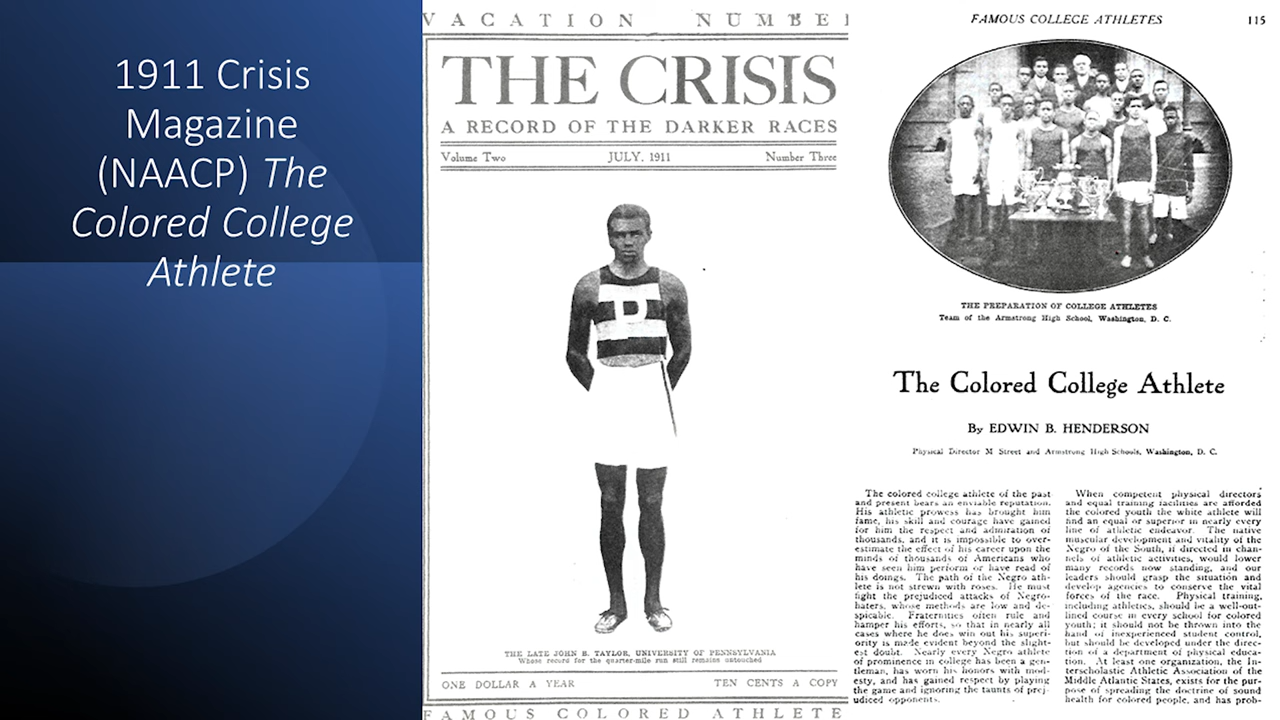 1911 Crisis
Magazine
(NAACP) The
Colored College
Athlete
VACATION NUMBER
THE CRISIS
A RECORD OF THE DARKER RACES
Volume Two JULY, 1911 Number Three
P
THE LATE JOHN B. TAYLOR, UNIVERSITY OF PENNSYLVANIA
Whose record for the quarter-mile run still remains untouched
ONE DOLLAR A YEAR TEN CENTS A COPY
FAMOUS COLORED ATHLETE
FAMOUS COLLEGE ATHLETES 115
THE PREPARATION OF COLLEGE ATHLETES
Team of the Armstrong High School, Washington, D. C.
The Colored College Athlete
By EDWIN B. HENDERSON
Physical Director M Street and Armstrong High Schools, Washington, D. C.
The colored college athlete of the past
and present bears an enviable reputation.
His athletic prowess has brought him
fame, his skill and courage have gained
for him the respect and admiration of
thousands, and it is impossible to over-
estimate the effect of his career upon the
minds of thousands of Americans who
have seen him perform or have read of
his doings. The path of the Negro ath-
lete is not strewn with roses. He must
fight the prejudiced attacks of Negro-
haters, whose methods are low and de-
spicable. Fraternities often rule and
hamper his efforts, so that in nearly all
cases where he does win out his superi-
ority is made evident beyond the slight-
est doubt. Nearly every Negro athlete
of prominence in college has been a gen-
tleman, has worn his honors with mod-
esty, and has gained respect by playing
the game and ignoring the taunts of prej-
udiced opponents.
When competent physical directors
and equal training facilities are afforded
the colored youth the white athlete will
find an equal or superior in nearly every
line of athletic endeavor. The native
muscular development and vitality of the
Negro of the South, if directed in chan-
nels of athletic activities, would lower
many records now standing, and our
leaders should grasp the situation and
develop agencies to conserve the vital
forces of the race. Physical training,
including athletics, should be a well-out-
lined course in every school for colored
youth; it should not be thrown into the
hand of inexperienced student control,
but should be developed under the direc-
tion of a department of physical educa-
tion. At least one organization, the In-
terscholastic Athletic Association of the
Middle Atlantic States, exists for the pur-
pose of spreading the doctrine of sound
health for colored people, and has prob-